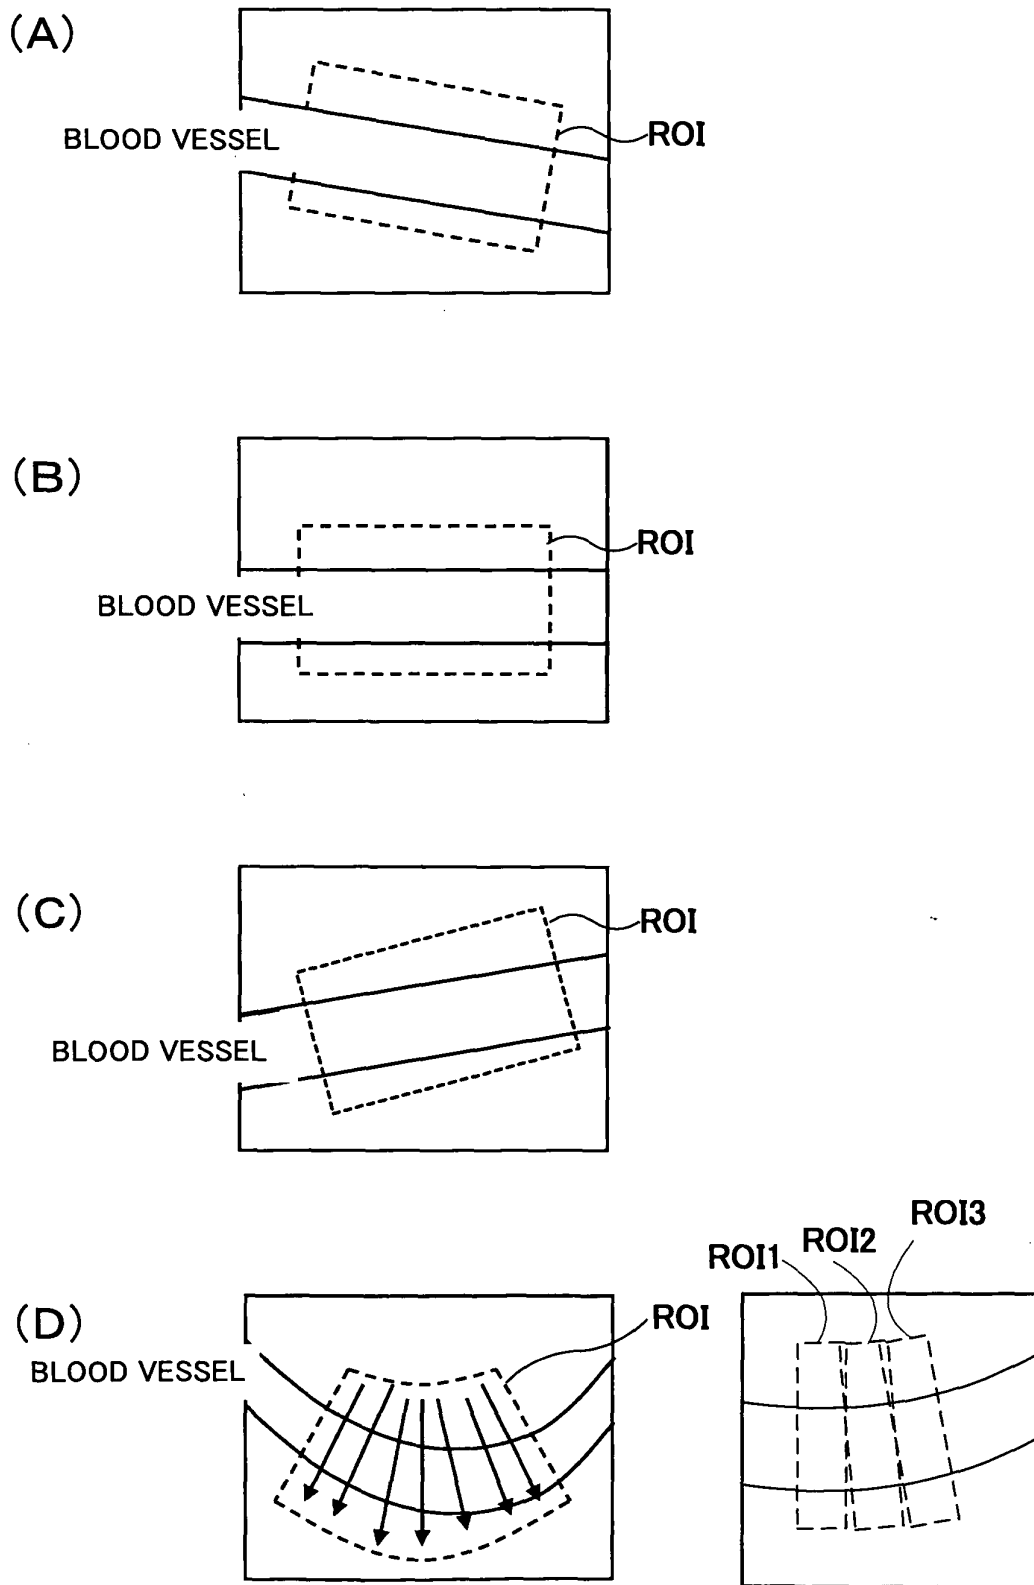 (A)
BLOOD VESSEL
ROI
(B)
ROI
BLOOD VESSEL
(C)
ROI
BLOOD VESSEL
ROI3
ROI2
ROI1
(D)
ROI
BLOOD VESSEL